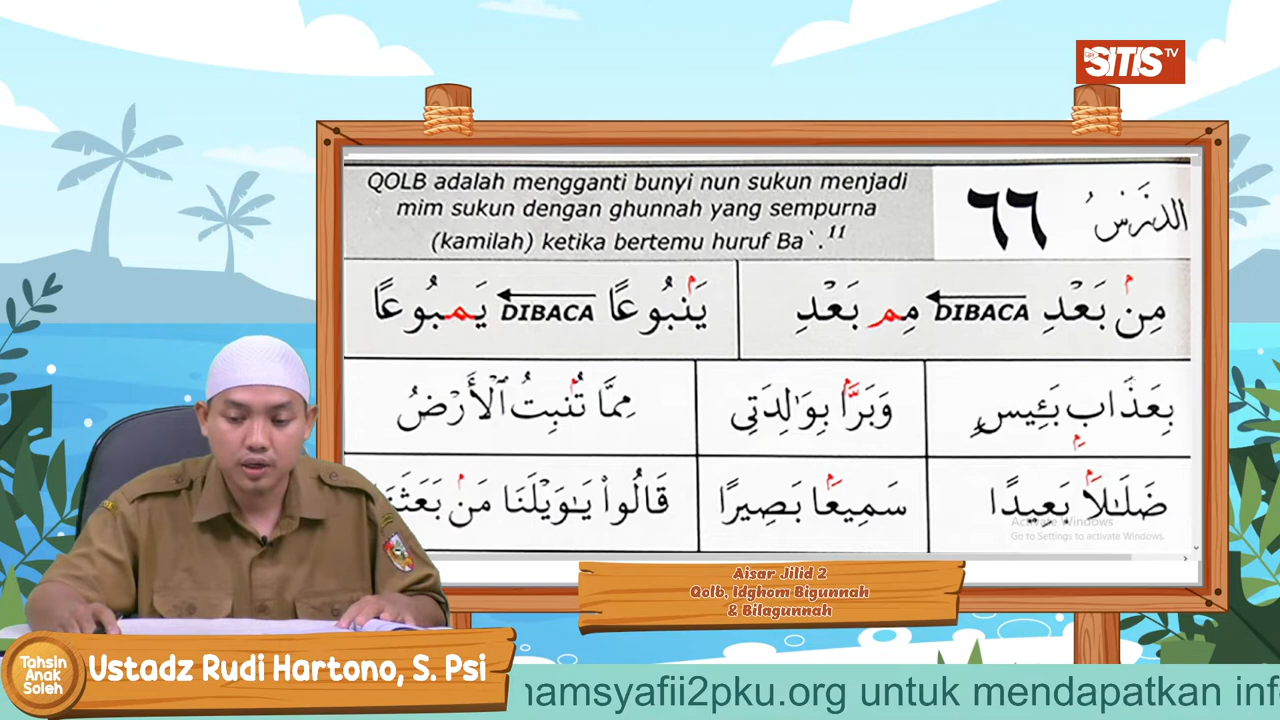 SITIS TV
QOLB adalah mengganti bunyi nun sukun menjadi
mim sukun dengan ghunnah yang sempurna
(kamilah) ketika bertemu huruf Ba`.11
الدَّرْسُ ٦٦
مِنۢ بَعْدِ DIBACA مِم بَعْدِ
يَنۢبُوعًا DIBACA يَمبُوعًا
بِعَذَابِۭ بَـِٔيسٍ
وَبَرًّۢا بِوَٰلِدَتِى
مِمَّا تُنۢبِتُ ٱلْأَرْضُ
ضَلَـٰلاًۢ بَعِيدًا
سَمِيعًۢا بَصِيرًا
قَالُوا۟ يَـٰوَيْلَنَا مَنۢ بَعَثَنَا
Activate Windows
Go to Settings to activate Windows.
Aisar Jilid 2
Qolb, Idghom Bigunnah
& Bilagunnah
Tahsin
Anak
Soleh
Ustadz Rudi Hartono, S. Psi
namsyafii2pku.org untuk mendapatkan inf